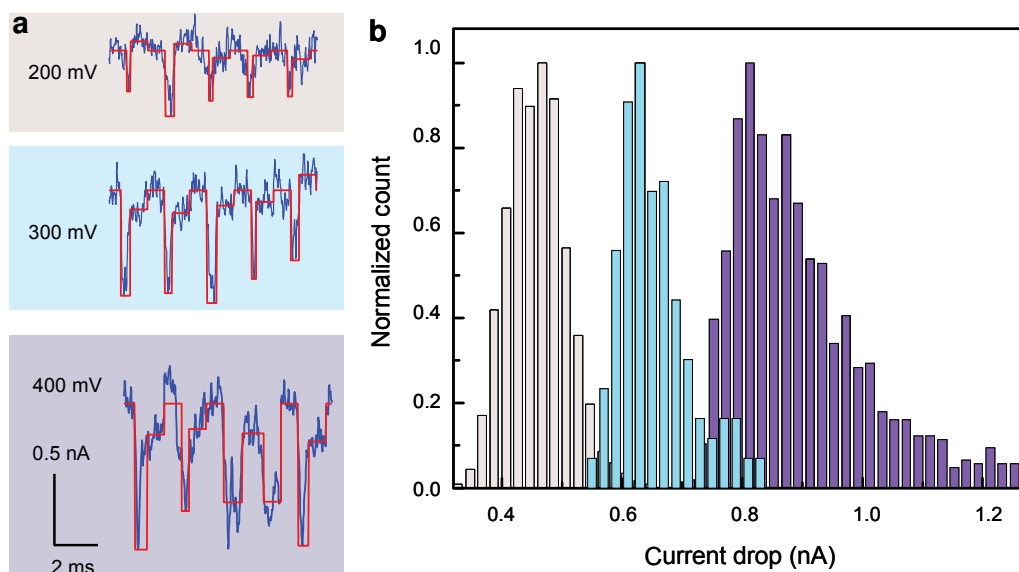 a
200 mV
300 mV
400 mV
0.5 nA
2 ms
b
1.0
0.8
0.6
0.4
0.2
0.0
Normalized count
0.4 0.6 0.8 1.0 1.2
Current drop (nA)